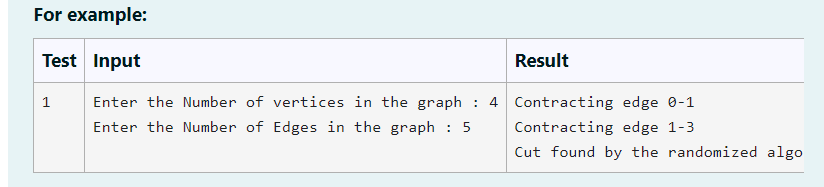 For example:
Test Input Result
1 Enter the Number of vertices in the graph : 4 Contracting edge 0-1
Enter the Number of Edges in the graph : 5 Contracting edge 1-3
Cut found by the randomized algo